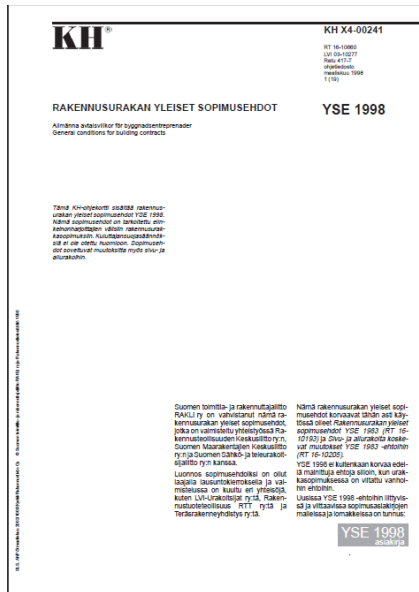 KH®
KH X4-00241
RT 16-10660
LVI 03-10277
Ratu 417-T
ohjetiedosto
maaliskuu 1998
1 (19)
RAKENNUSURAKAN YLEISET SOPIMUSEHDOT
YSE 1998
Allmänna avtalsvillkor för byggnadsentreprenader
General conditions for building contracts
Tämä KH-ohjekortti sisältää rakennus-
urakan yleiset sopimusehdot YSE 1998.
Nämä sopimusehdot on tarkoitettu elin-
keinonharjoittajien välisiin rakennusurak-
kasopimuksiin. Kuluttajansuojasäännök-
siä ei ole otettu huomioon. Sopimuseh-
dot soveltuvat muutoksitta myös sivu- ja
aliurakoihin.
Suomen toimitila- ja rakennuttajaliitto
RAKLI ry on vahvistanut nämä ra-
kennusurakan yleiset sopimusehdot,
jotka on valmisteltu yhteistyössä Ra-
kennusteollisuuden Keskusliitto ry:n,
Suomen Maarakentajien Keskusliitto
ry:n ja Suomen Sähkö- ja teleurakoit-
sijaliitto ry:n kanssa.
Luonnos sopimusehdoiksi on ollut
laajalla lausuntokierroksella ja val-
mistelussa on kuultu eri yhteisöjä,
kuten LVI-Urakoitsijat ry:tä, Raken-
nustuoteteollisuus RTT ry:tä ja
Teräsrakenneyhdistys ry:tä.
Nämä rakennusurakan yleiset sopi-
musehdot korvaavat tähän asti käy-
tössä olleet Rakennusurakan yleiset
sopimusehdot YSE 1983 (RT 16-
10193) ja Sivu- ja aliurakoita koske-
vat muutokset YSE 1983 -ehtoihin
(RT 16-10205).
YSE 1998 ei kuitenkaan korvaa edel-
lä mainittuja ehtoja silloin, kun urak-
kasopimuksessa on viitattu vanhoi-
hin ehtoihin.
Uusissa YSE 1998 -ehtoihin liittyvis-
sä ja viittaavissa sopimusasiakirjojen
malleissa ja lomakkeissa on tunnus:
YSE 1998
asiakirja